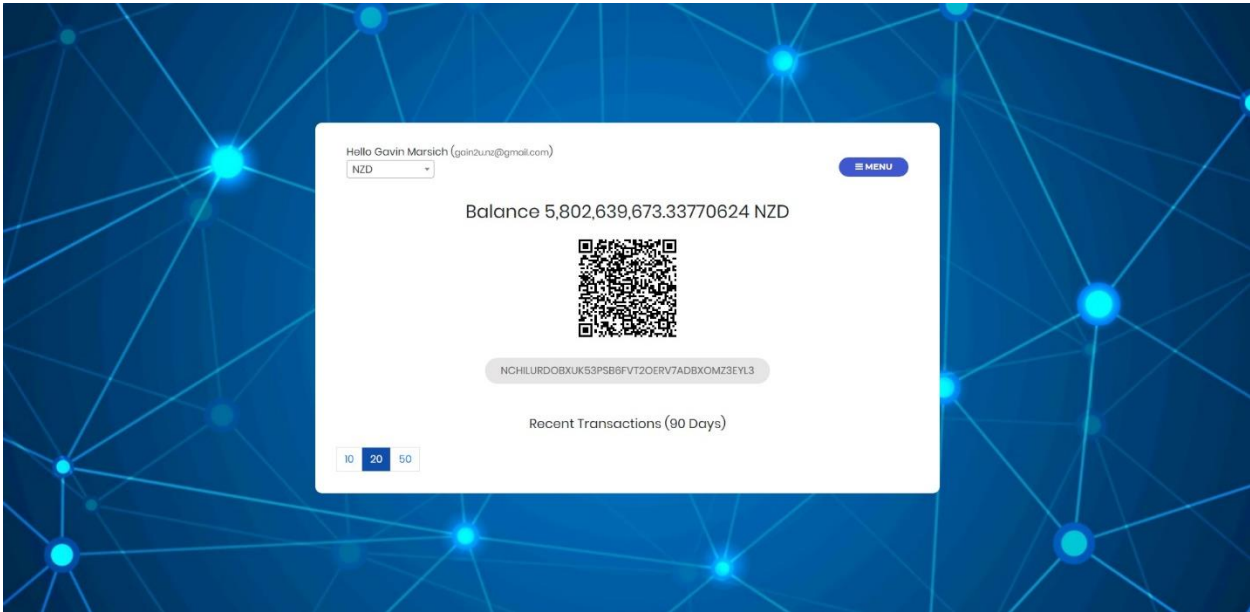 Hello Gavin Marsich (gain2u.nz@gmail.com)
NZD
≡ MENU
Balance 5,802,639,673.33770624 NZD
NCHILURDOBXUK53PSB6FVT2OERV7ADBXOMZ3EYL3
Recent Transactions (90 Days)
10 20 50